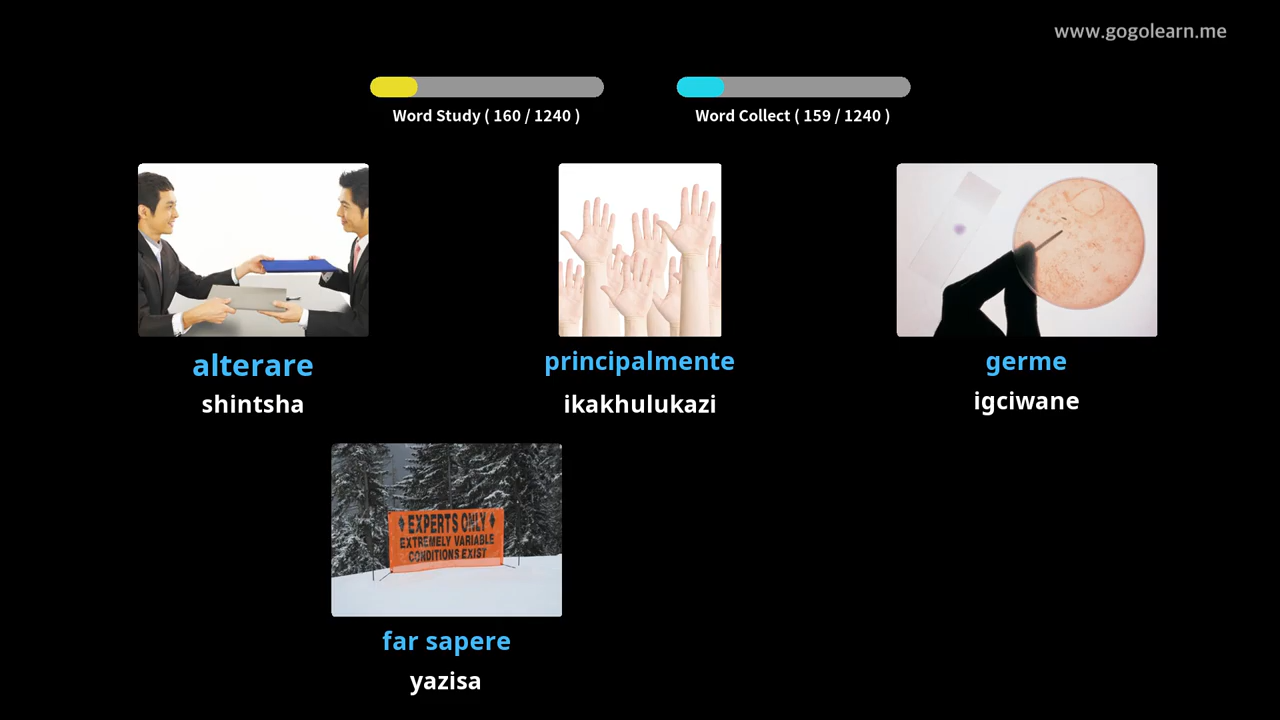 www.gogolearn.me
Word Study ( 160 / 1240 )
Word Collect ( 159 / 1240 )
alterare
shintsha
principalmente
ikakhulukazi
germe
igciwane
EXPERTS ONLY
EXTREMELY VARIABLE
CONDITIONS EXIST
far sapere
yazisa